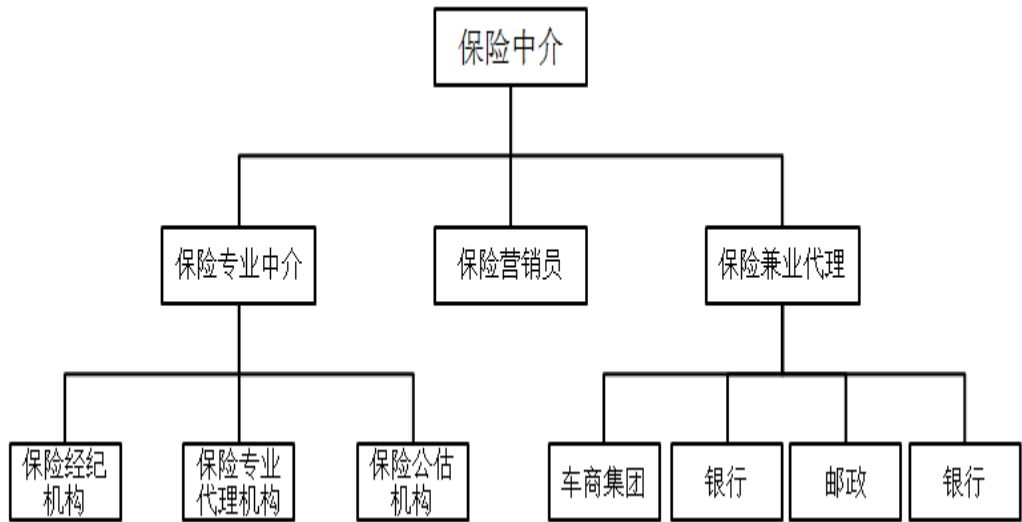 保险中介
保险专业中介
保险营销员
保险兼业代理
保险经纪
机构
保险专业
代理机构
保险公估
机构
车商集团
银行
邮政
银行